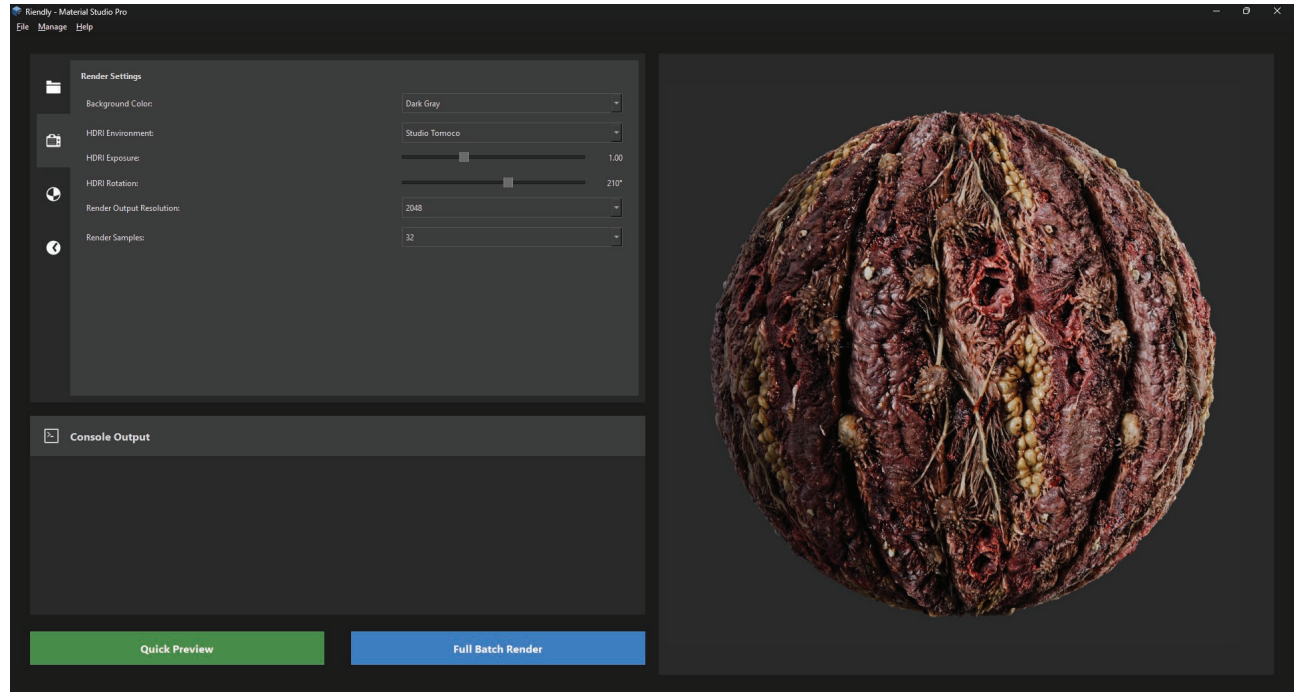 Riendly - Material Studio Pro
File Manage Help
Render Settings
Background Color: Dark Gray
HDRI Environment: Studio Tomoco
HDRI Exposure: 1.00
HDRI Rotation: 210°
Render Output Resolution: 2048
Render Samples: 32
Console Output
Quick Preview Full Batch Render